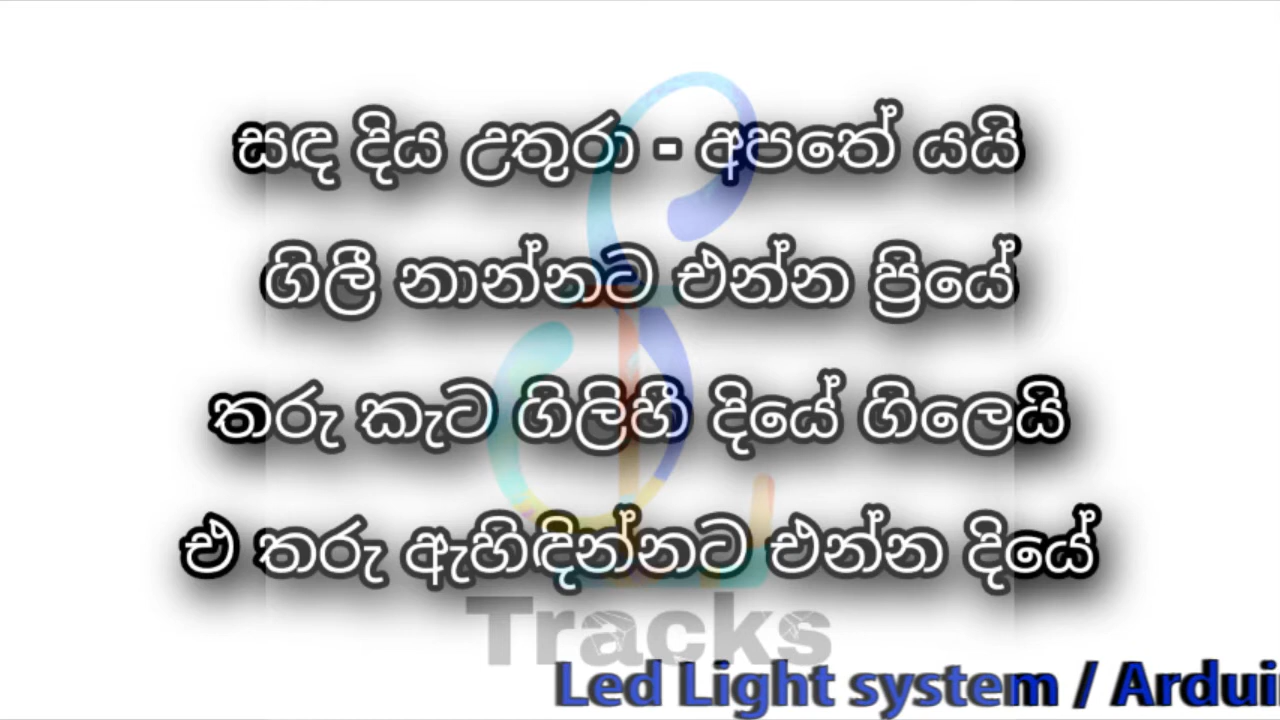 සඳ දිය උතුරා - අපතේ යයි
ගිලී නාන්නට එන්න ප්‍රියේ
තරු කැට ගිලිහී දියේ ගිලෙයි
එ තරු ඇහිඳින්නට එන්න දියේ
Tracks
Led Light system / Ardui